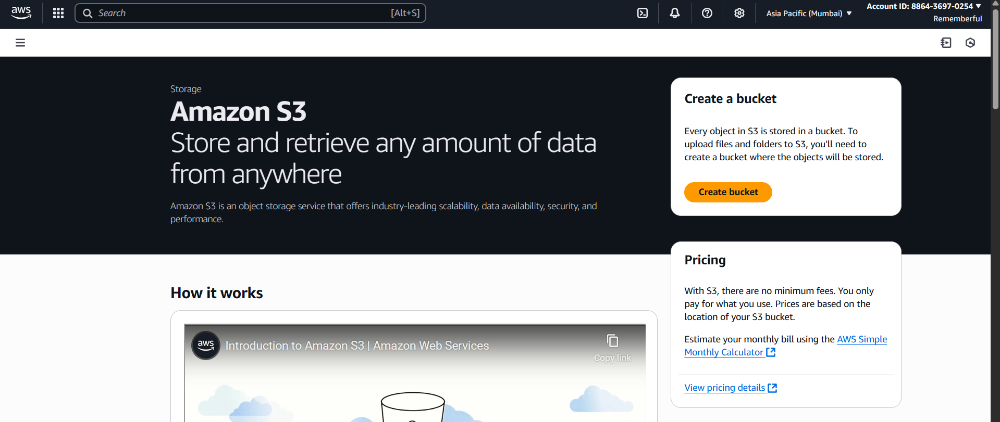 aws
Search
[Alt+S]
Asia Pacific (Mumbai)
Account ID: 8864-3697-0254
Rememberful
Storage
Amazon S3
Store and retrieve any amount of data
from anywhere
Amazon S3 is an object storage service that offers industry-leading scalability, data availability, security, and
performance.
Create a bucket
Every object in S3 is stored in a bucket. To
upload files and folders to S3, you'll need to
create a bucket where the objects will be stored.
Create bucket
Pricing
With S3, there are no minimum fees. You only
pay for what you use. Prices are based on the
location of your S3 bucket.
Estimate your monthly bill using the AWS Simple
Monthly Calculator
View pricing details
How it works
aws
Introduction to Amazon S3 | Amazon Web Services
Copy link